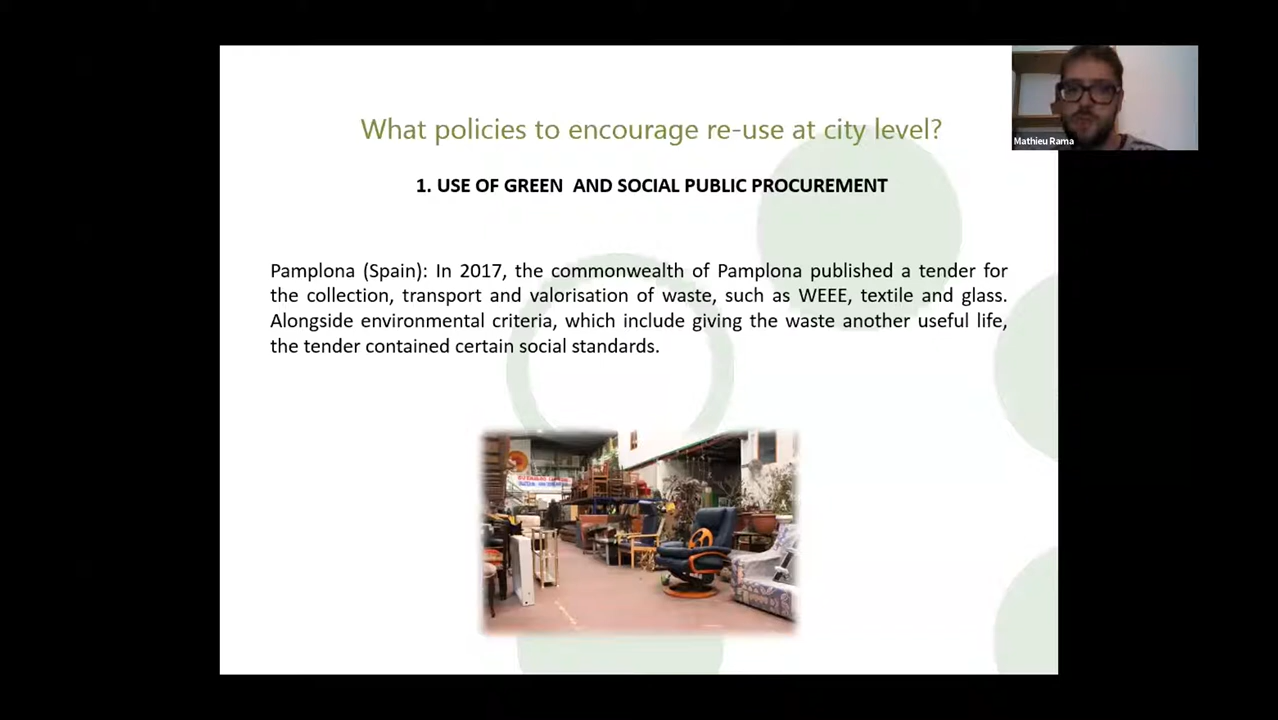 What policies to encourage re-use at city level?
Mathieu Rama
1. USE OF GREEN AND SOCIAL PUBLIC PROCUREMENT
Pamplona (Spain): In 2017, the commonwealth of Pamplona published a tender for
the collection, transport and valorisation of waste, such as WEEE, textile and glass.
Alongside environmental criteria, which include giving the waste another useful life,
the tender contained certain social standards.